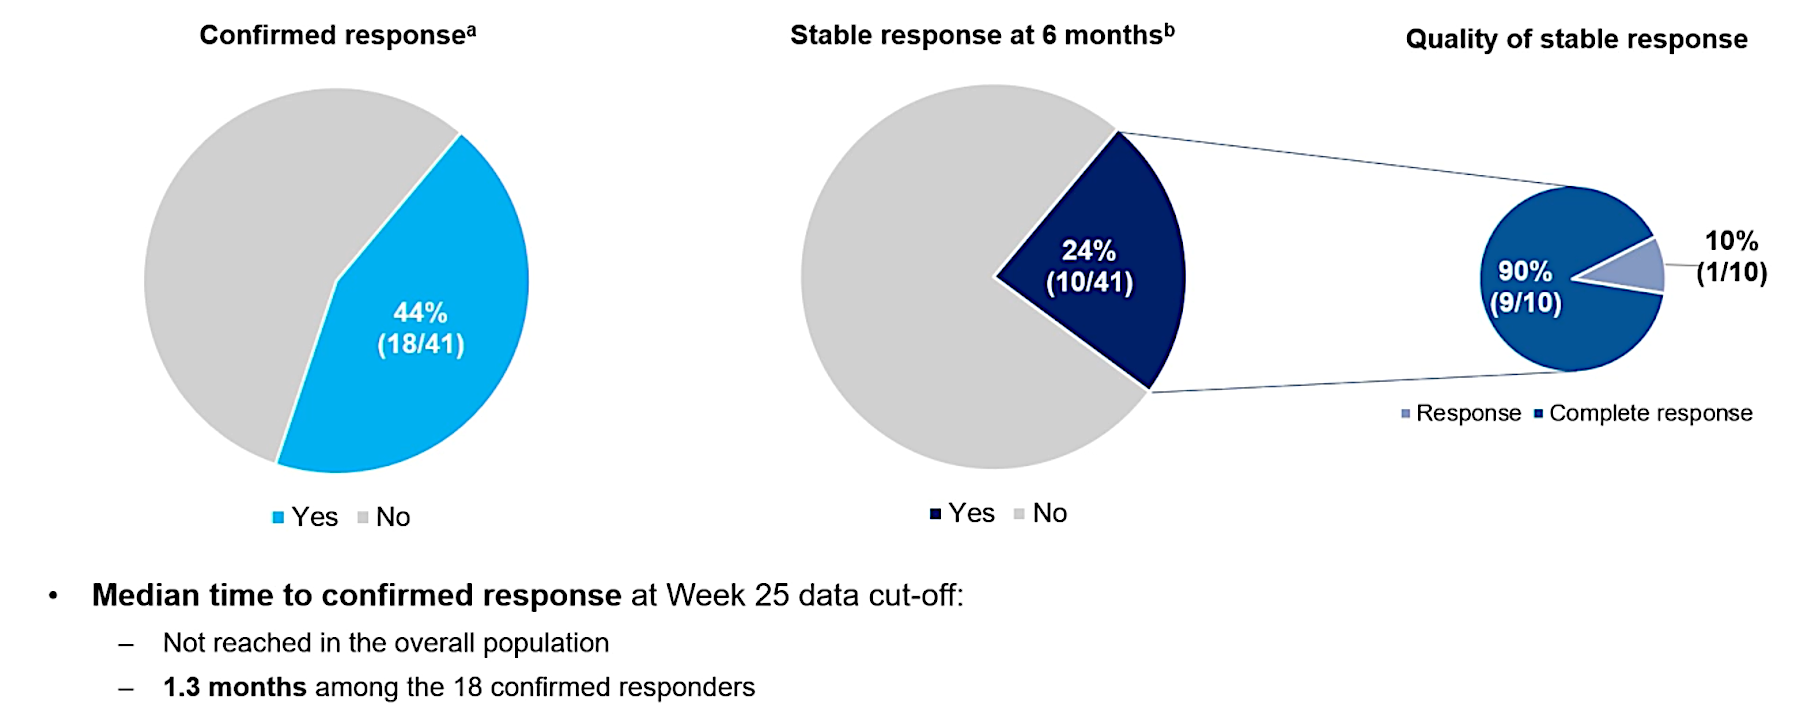 Confirmed responseᵃ
44%
(18/41)
■ Yes ■ No
Stable response at 6 monthsᵇ
24%
(10/41)
■ Yes ■ No
Quality of stable response
90%
(9/10)
10%
(1/10)
■ Response ■ Complete response
• Median time to confirmed response at Week 25 data cut-off:
– Not reached in the overall population
– 1.3 months among the 18 confirmed responders